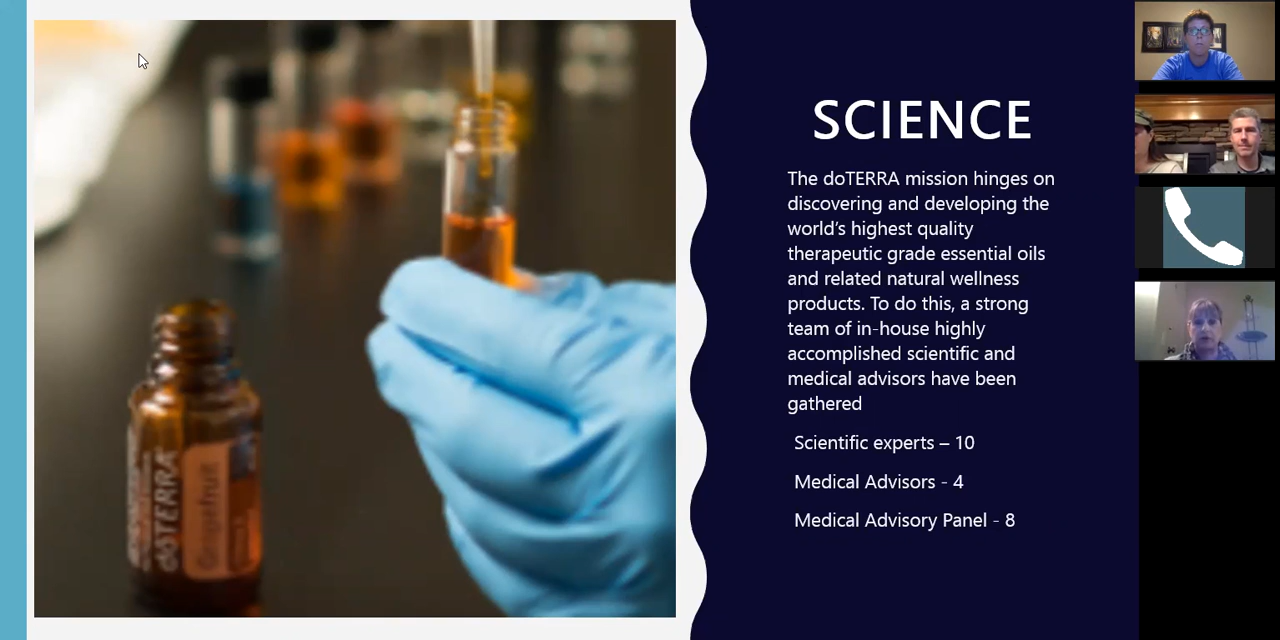 SCIENCE
The doTERRA mission hinges on
discovering and developing the
world's highest quality
therapeutic grade essential oils
and related natural wellness
products. To do this, a strong
team of in-house highly
accomplished scientific and
medical advisors have been
gathered
Scientific experts – 10
Medical Advisors - 4
Medical Advisory Panel - 8
dōTERRA
Grapefruit